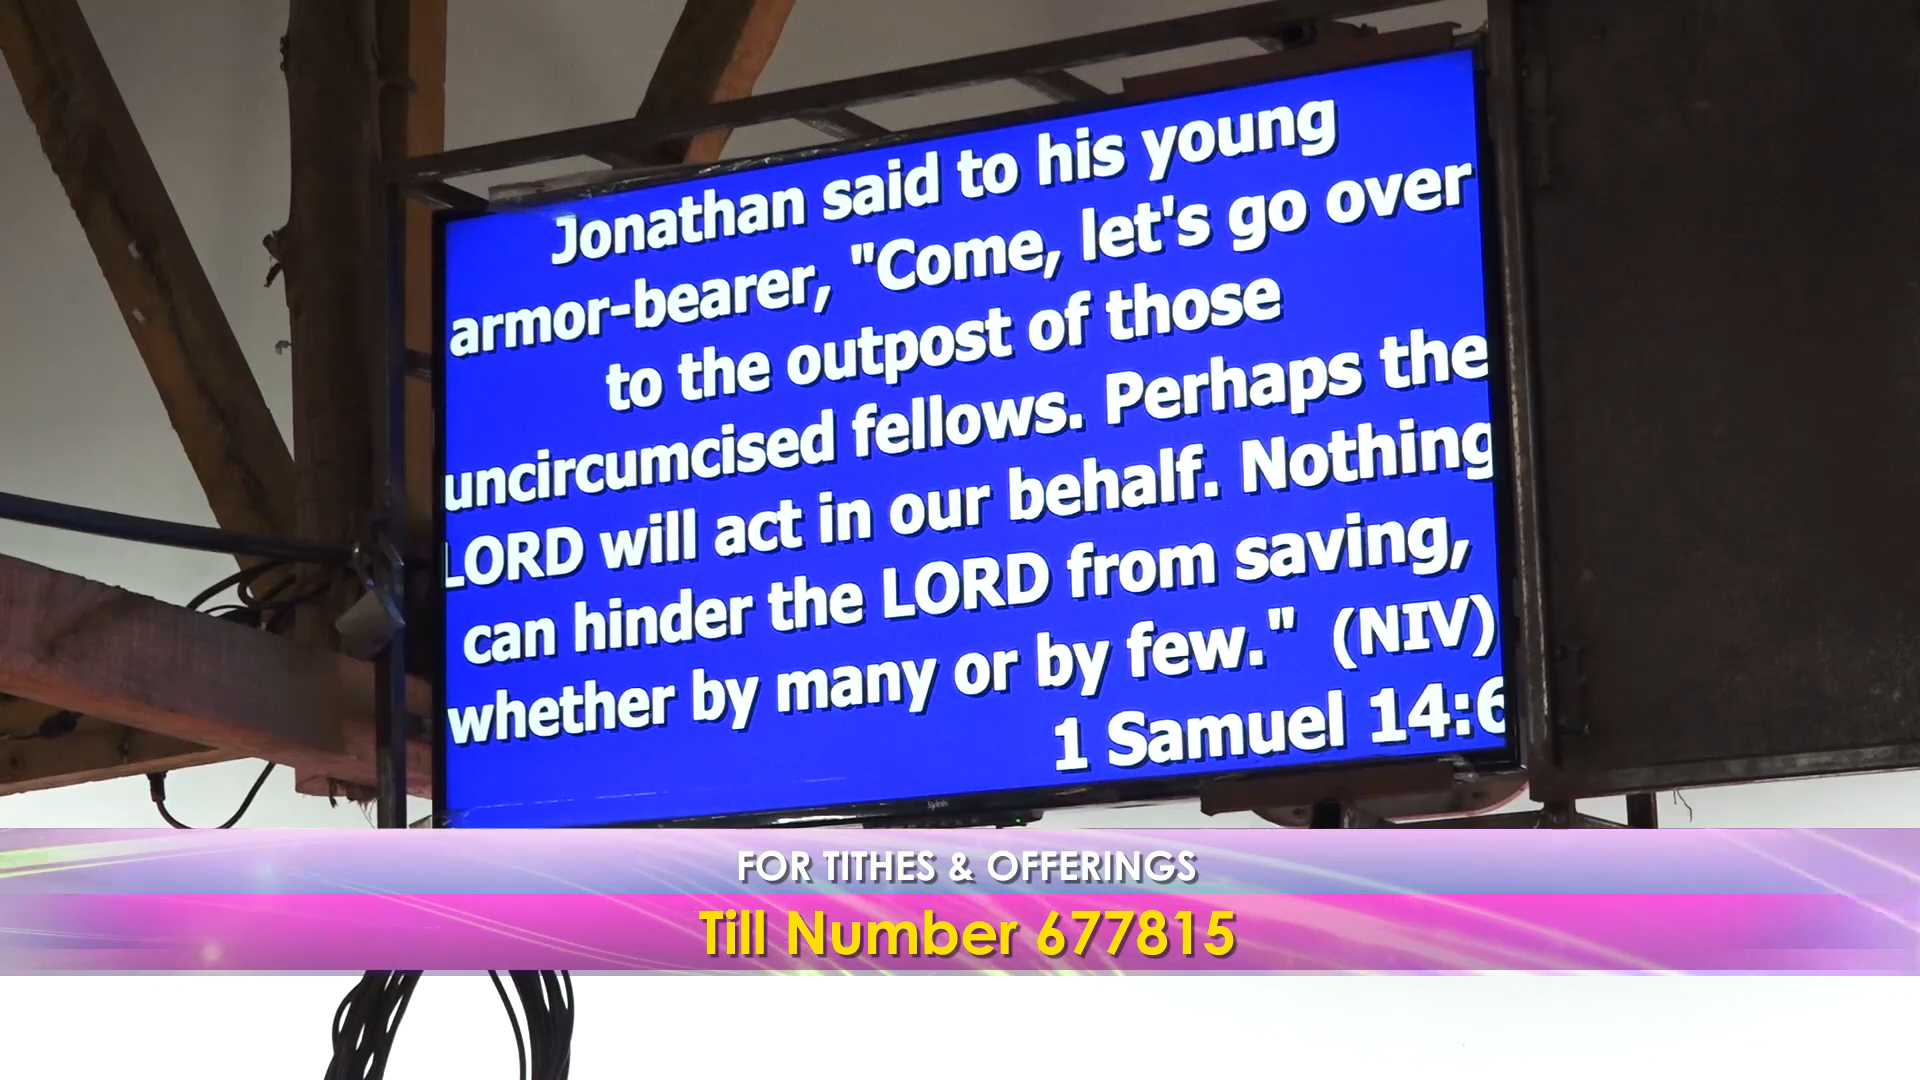 Jonathan said to his young
armor-bearer, "Come, let's go over
to the outpost of those
uncircumcised fellows. Perhaps the
LORD will act in our behalf. Nothing
can hinder the LORD from saving,
whether by many or by few." (NIV)
1 Samuel 14:6
FOR TITHES & OFFERINGS
Till Number 677815